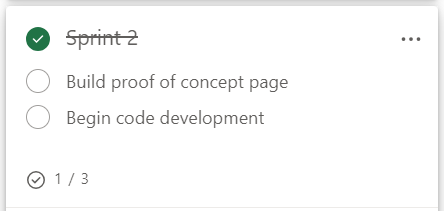 Sprint 2
Build proof of concept page
Begin code development
1 / 3